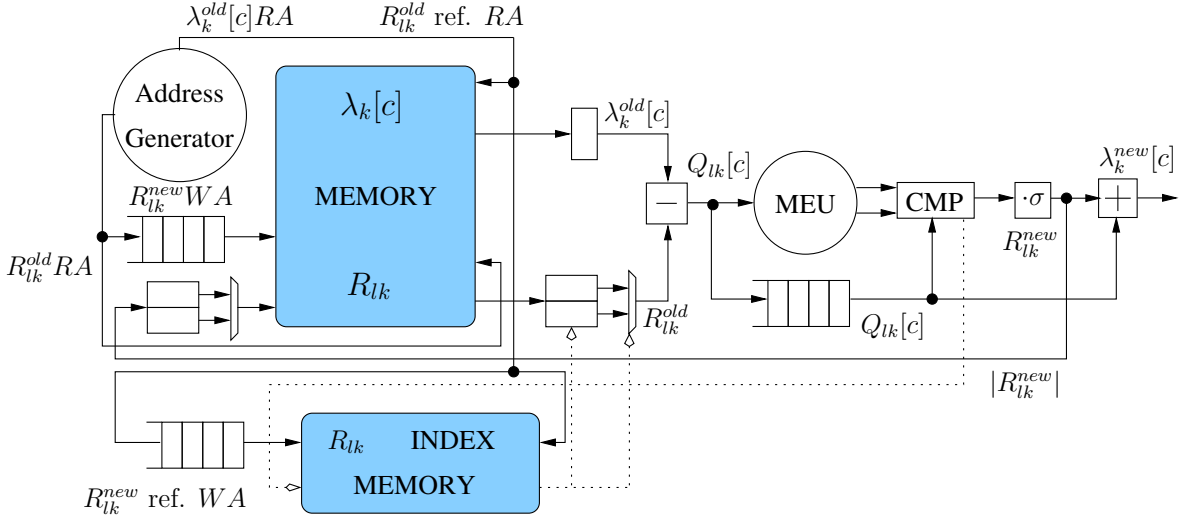 λ_k^{old}[c]RA
R_{lk}^{old} ref. RA
Address
Generator
λ_k[c]
MEMORY
R_{lk}
λ_k^{old}[c]
Q_{lk}[c]
MEU
CMP
·σ
R_{lk}^{new}
λ_k^{new}[c]
+
−
R_{lk}^{new}WA
R_{lk}^{old}RA
R_{lk}^{old}
Q_{lk}[c]
|R_{lk}^{new}|
R_{lk} INDEX
MEMORY
R_{lk}^{new} ref. WA